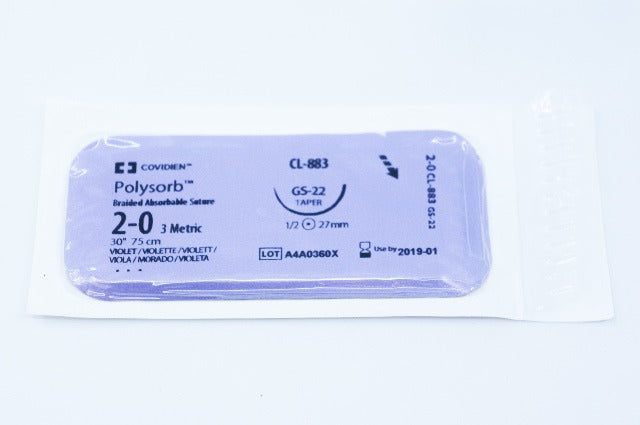 COVIDIEN™
Polysorb™
Braided Absorbable Suture
2-0 3 Metric
30" 75 cm
VIOLET/VIOLETTE/VIOLETT/
VIOLA/MORADO/VIOLETA
CL-883
GS-22
TAPER
1/2 27mm
LOT A4A0360X
Use by 2019-01
2-0 CL-883 GS-22